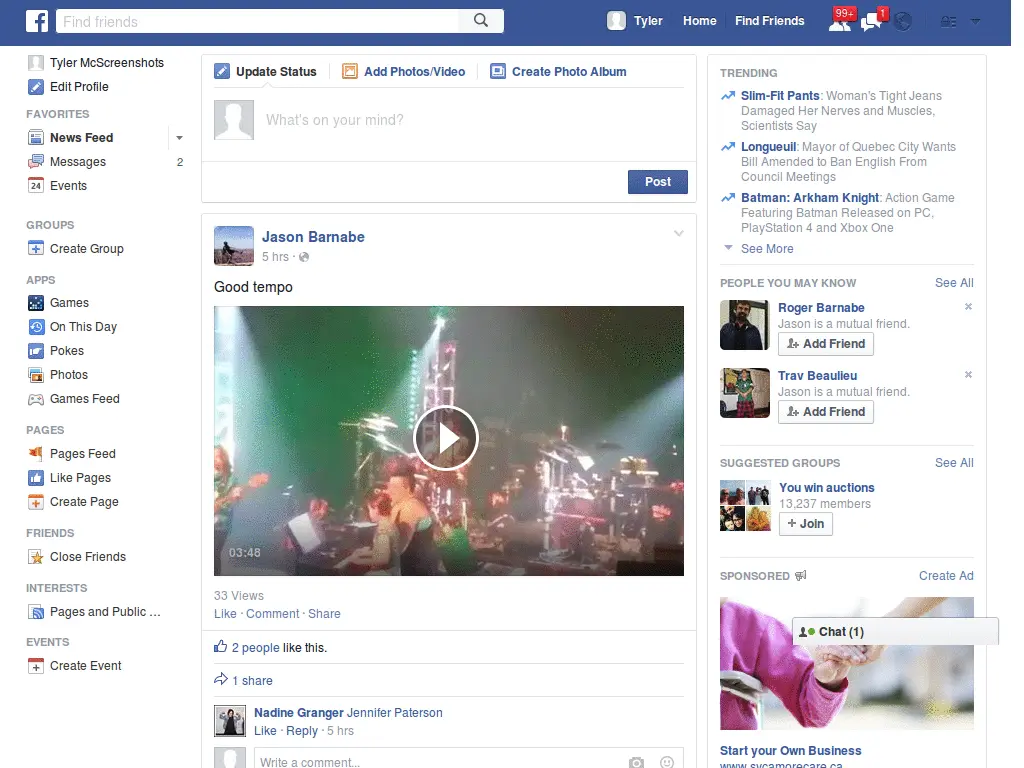 Find friends
Tyler
Home
Find Friends
99+
1
Tyler McScreenshots
Edit Profile
FAVORITES
News Feed
Messages 2
24 Events
GROUPS
Create Group
APPS
Games
On This Day
Pokes
Photos
Games Feed
PAGES
Pages Feed
Like Pages
Create Page
FRIENDS
Close Friends
INTERESTS
Pages and Public ...
EVENTS
Create Event
Update Status
Add Photos/Video
Create Photo Album
What's on your mind?
Post
Jason Barnabe
5 hrs ·
Good tempo
03:48
33 Views
Like · Comment · Share
2 people like this.
1 share
Nadine Granger Jennifer Paterson
Like · Reply · 5 hrs
Write a comment...
TRENDING
Slim-Fit Pants: Woman's Tight Jeans
Damaged Her Nerves and Muscles,
Scientists Say
Longueuil: Mayor of Quebec City Wants
Bill Amended to Ban English From
Council Meetings
Batman: Arkham Knight: Action Game
Featuring Batman Released on PC,
PlayStation 4 and Xbox One
See More
PEOPLE YOU MAY KNOW See All
Roger Barnabe
Jason is a mutual friend.
Add Friend
Trav Beaulieu
Jason is a mutual friend.
Add Friend
SUGGESTED GROUPS See All
You win auctions
13,237 members
+ Join
SPONSORED Create Ad
Chat (1)
Start your Own Business
www.sycamorecare.ca